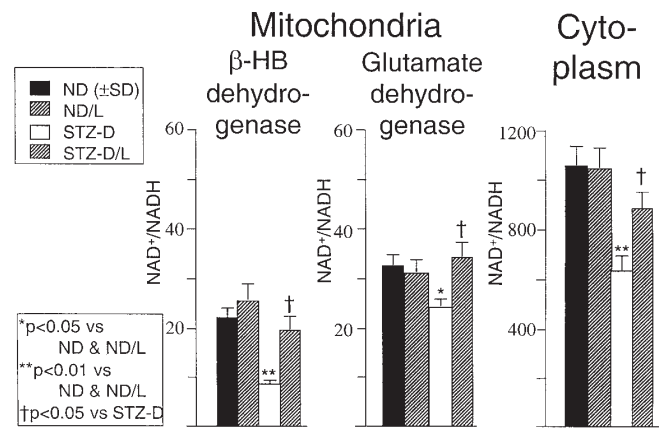 Mitochondria
Cyto-
plasm
β-HB
dehydro-
genase
Glutamate
dehydro-
genase
ND (±SD)
ND/L
STZ-D
STZ-D/L
NAD+/NADH
60
40
20
**
†
NAD+/NADH
60
40
20
*
†
NAD+/NADH
1200
800
400
**
†
*p<0.05 vs
ND & ND/L
**p<0.01 vs
ND & ND/L
†p<0.05 vs STZ-D